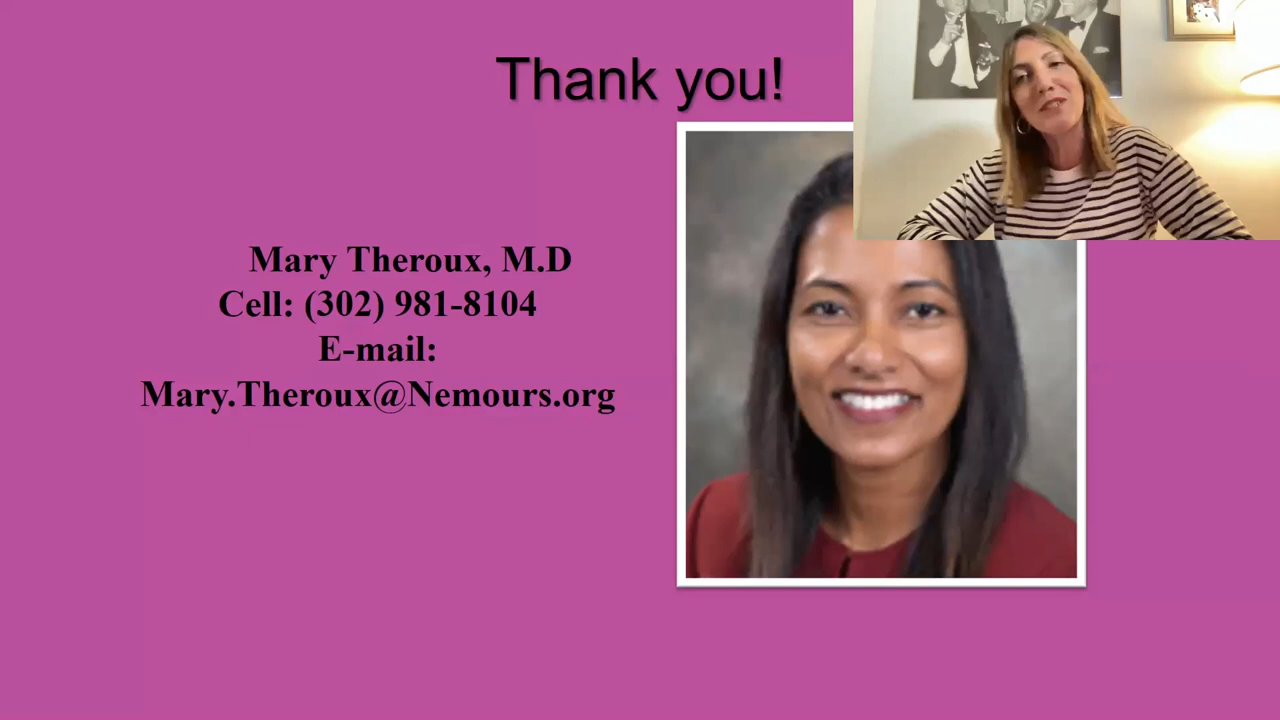 Thank you!
Mary Theroux, M.D
Cell: (302) 981-8104
E-mail:
Mary.Theroux@Nemours.org